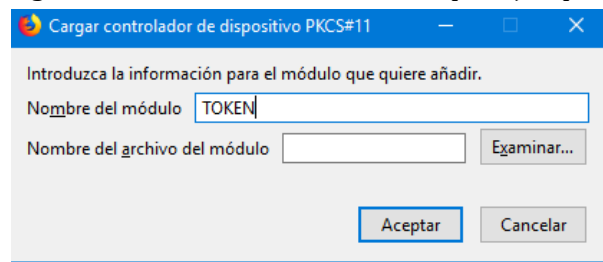 Cargar controlador de dispositivo PKCS#11
Introduzca la información para el módulo que quiere añadir.
Nombre del módulo TOKEN
Nombre del archivo del módulo Examinar...
Aceptar Cancelar